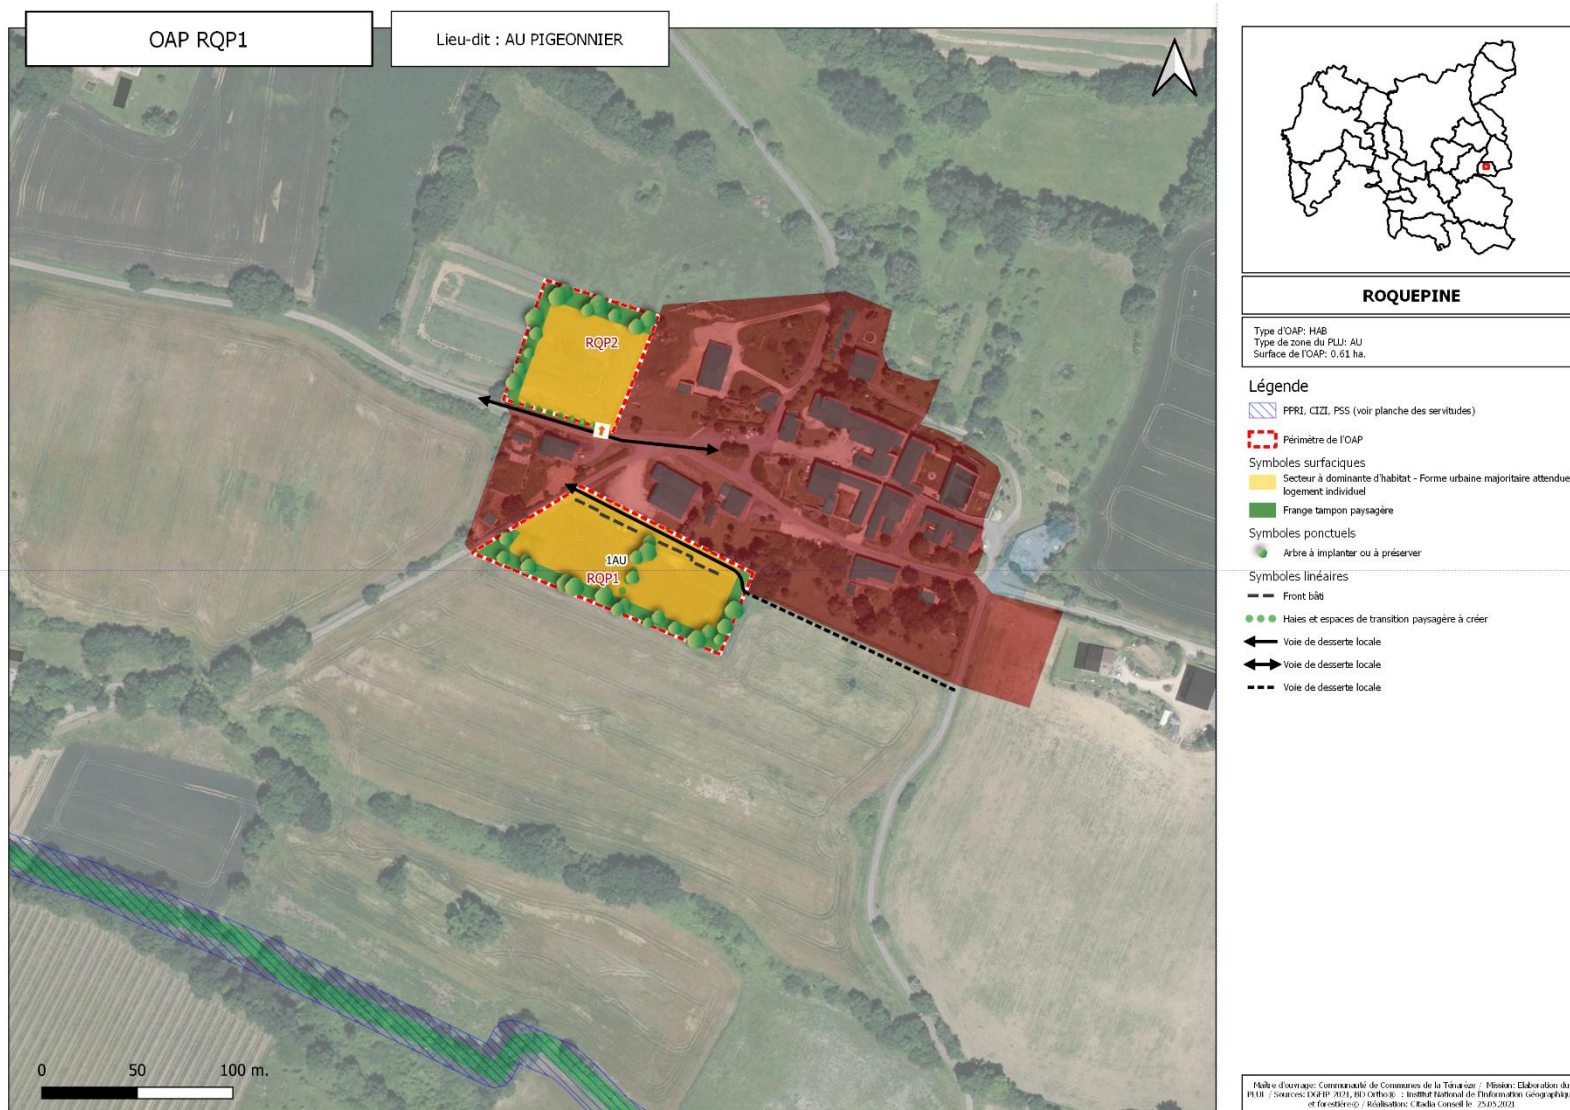 OAP RQP1
Lieu-dit : AU PIGEONNIER
RQP2
1AU
RQP1
0 50 100 m.
ROQUEPINE
Type d'OAP: HAB
Type de zone du PLU: AU
Surface de l'OAP: 0.61 ha.
Légende
PPRI, CIZI, PSS (voir planche des servitudes)
Périmètre de l'OAP
Symboles surfaciques
Secteur à dominante d'habitat - Forme urbaine majoritaire attendue
logement individuel
Frange tampon paysagère
Symboles ponctuels
Arbre à implanter ou à préserver
Symboles linéaires
Front bâti
Haies et espaces de transition paysagère à créer
Voie de desserte locale
Voie de desserte locale
Voie de desserte locale
Maître d'ouvrage: Communauté de Communes de la Ténarèze / Mission: Elaboration du
PLUI / Sources: DGFIP 2021, BD Ortho® : Institut National de l'Information Géographiqu
et forestière© / Réalisation: Citadia Conseil le 25.05.2021